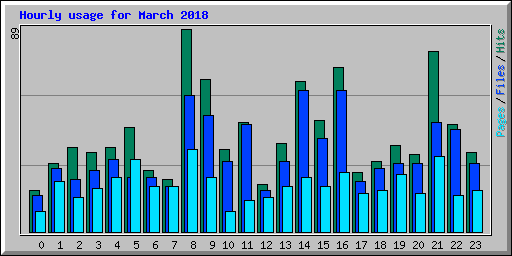 Hourly usage for March 2018
89
Pages/Files/Hits
0 1 2 3 4 5 6 7 8 9 10 11 12 13 14 15 16 17 18 19 20 21 22 23